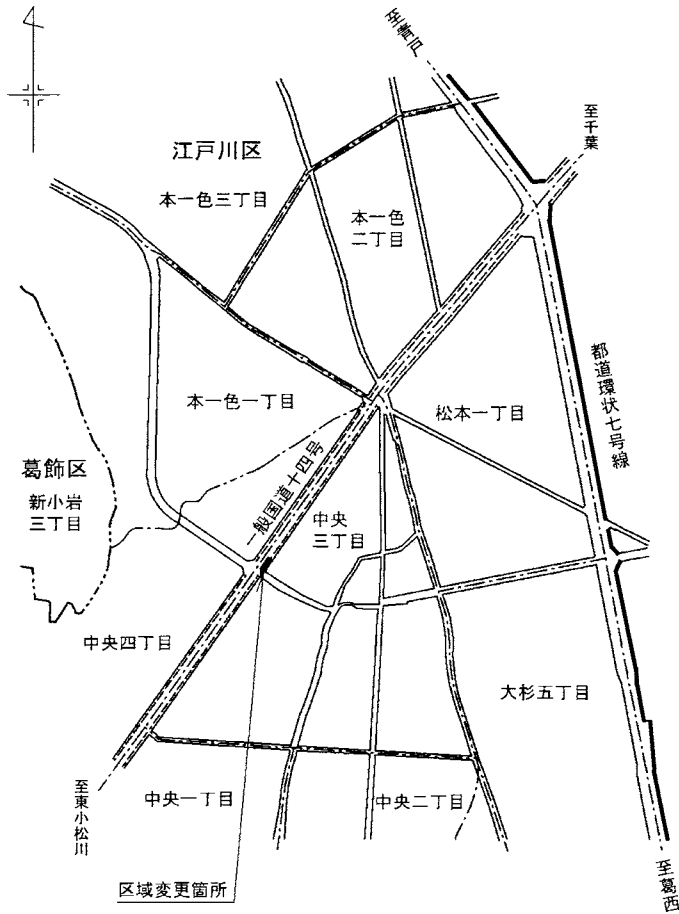 至青戸
至千葉
江戸川区
本一色三丁目
本一色
二丁目
都道環状七号線
本一色一丁目
松本一丁目
一般国道十四号
葛飾区
新小岩
三丁目
中央
三丁目
中央四丁目
大杉五丁目
至東小松川
中央一丁目
中央二丁目
至葛西
区域変更箇所